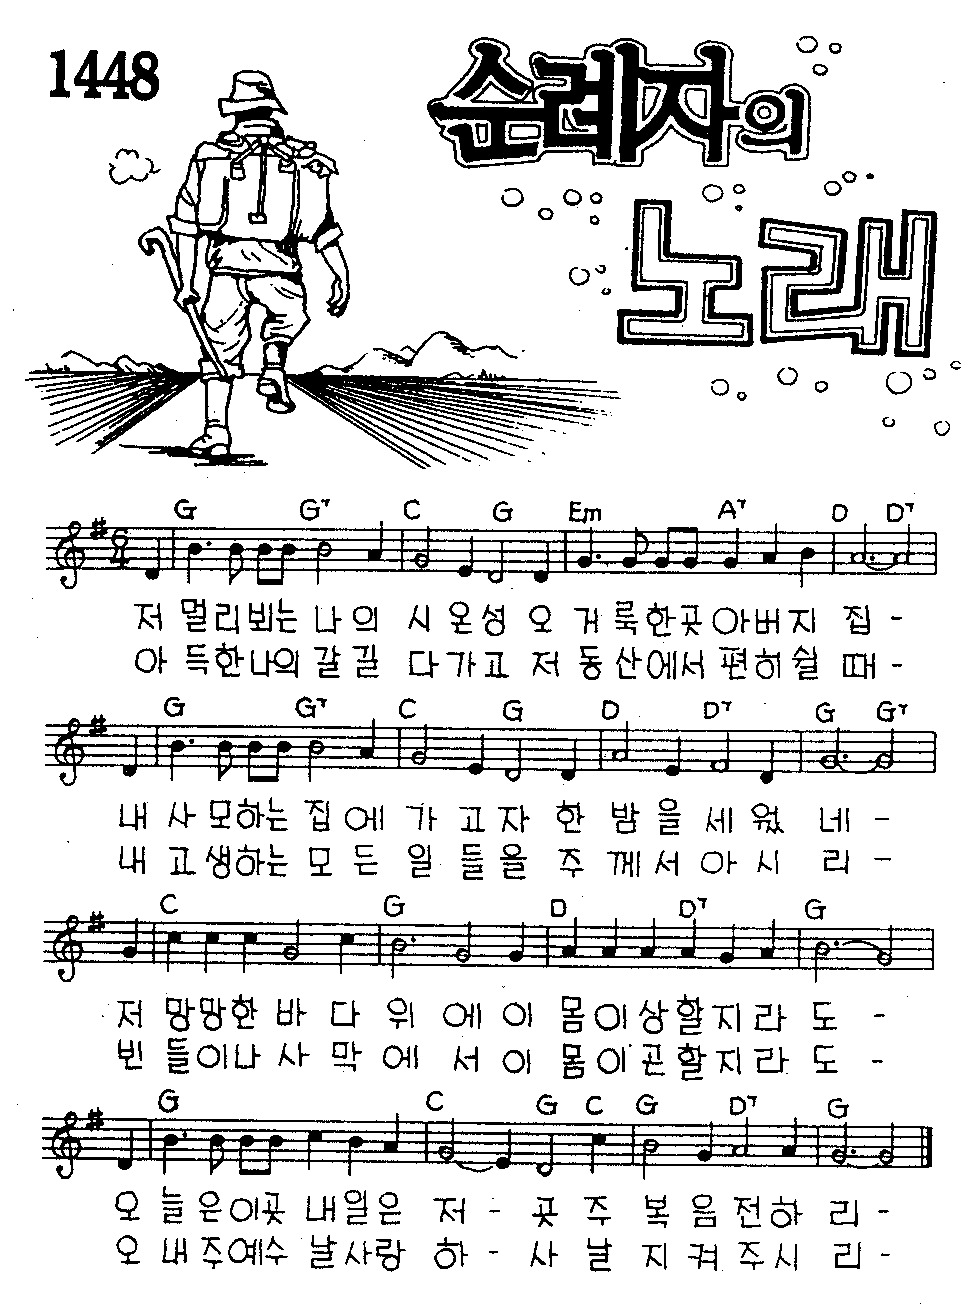 1448
순례자의
노래
G G7 C G Em A7 D D7
저 멀리뵈는 나의 시온성 오 거룩한곳아버지 집 -
아 득한나의 갈길 다가고 저 동산에서 편히쉴 때 -
G G7 C G D D7 G G7
내 사모하는 집에 가고자 한 밤을 세웠 네 -
내 고생하는 모든 일들을 주 께서아시 리 -
C G D D7 G
저 망망한 바다 위에 이 몸이상할지라 도 -
빈 들이나 사막에서 이 몸이곤할지라 도 -
G C G C G D7 G
오 늘은이곳 내일은 저 - 곳 주 복음전하 리 -
오 내주예수 날사랑 하 - 사 날 지켜주시 리 -